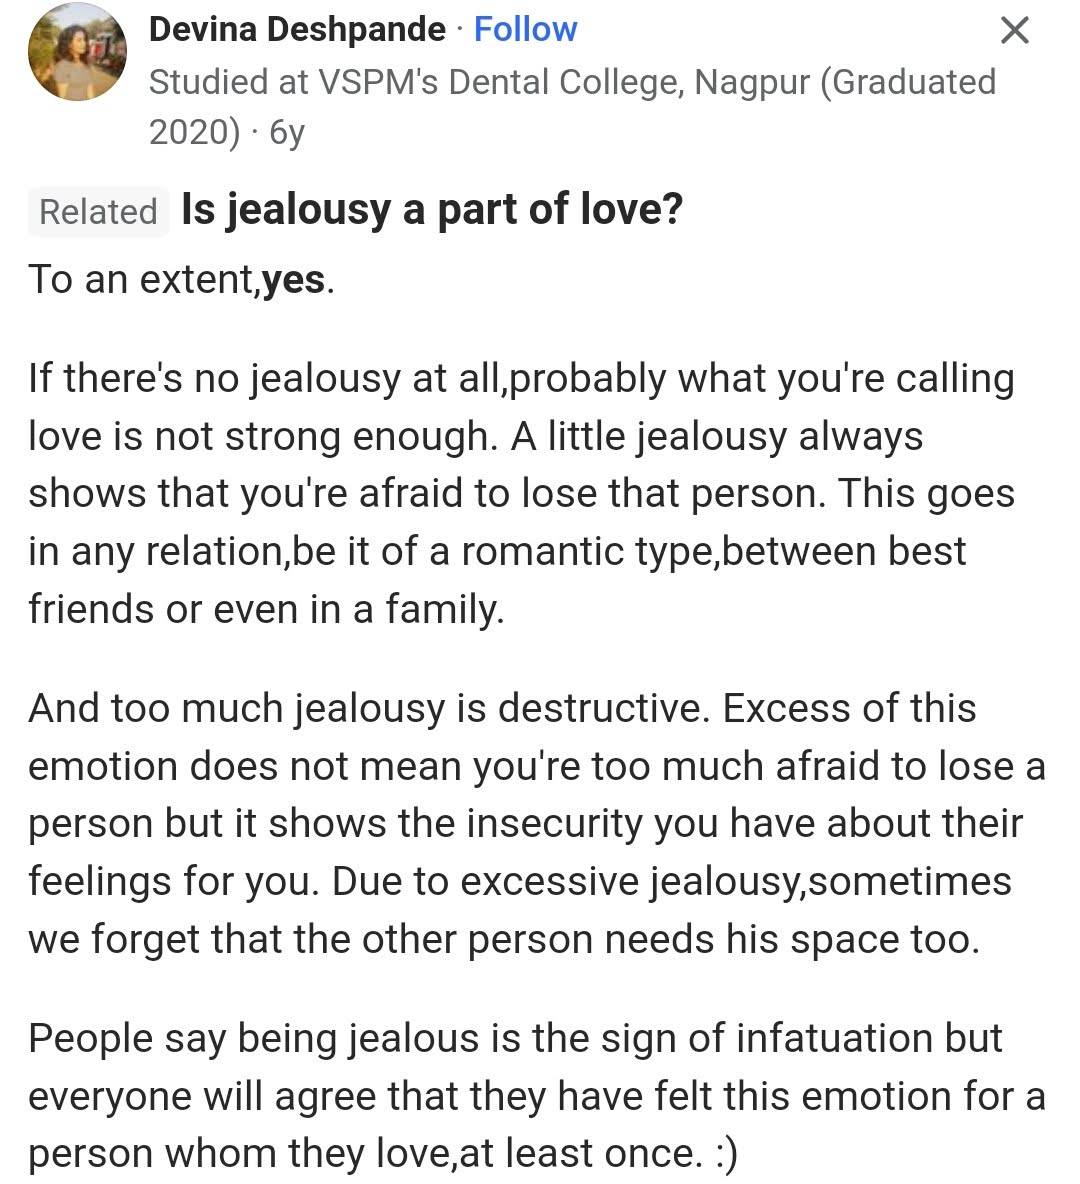 Devina Deshpande · Follow
Studied at VSPM's Dental College, Nagpur (Graduated
2020) · 6y
Related Is jealousy a part of love?
To an extent,yes.
If there's no jealousy at all,probably what you're calling
love is not strong enough. A little jealousy always
shows that you're afraid to lose that person. This goes
in any relation,be it of a romantic type,between best
friends or even in a family.
And too much jealousy is destructive. Excess of this
emotion does not mean you're too much afraid to lose a
person but it shows the insecurity you have about their
feelings for you. Due to excessive jealousy,sometimes
we forget that the other person needs his space too.
People say being jealous is the sign of infatuation but
everyone will agree that they have felt this emotion for a
person whom they love,at least once. :)